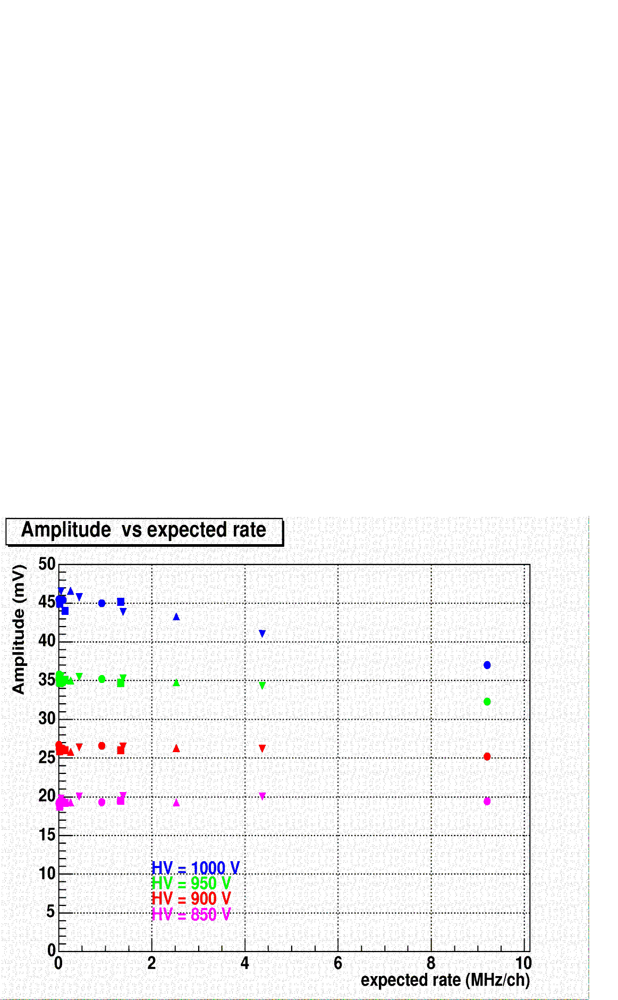 Amplitude vs expected rate
Amplitude (mV)
50
45
40
35
30
25
20
15
10
5
0
HV = 1000 V
HV = 950 V
HV = 900 V
HV = 850 V
0 2 4 6 8 10
expected rate (MHz/ch)